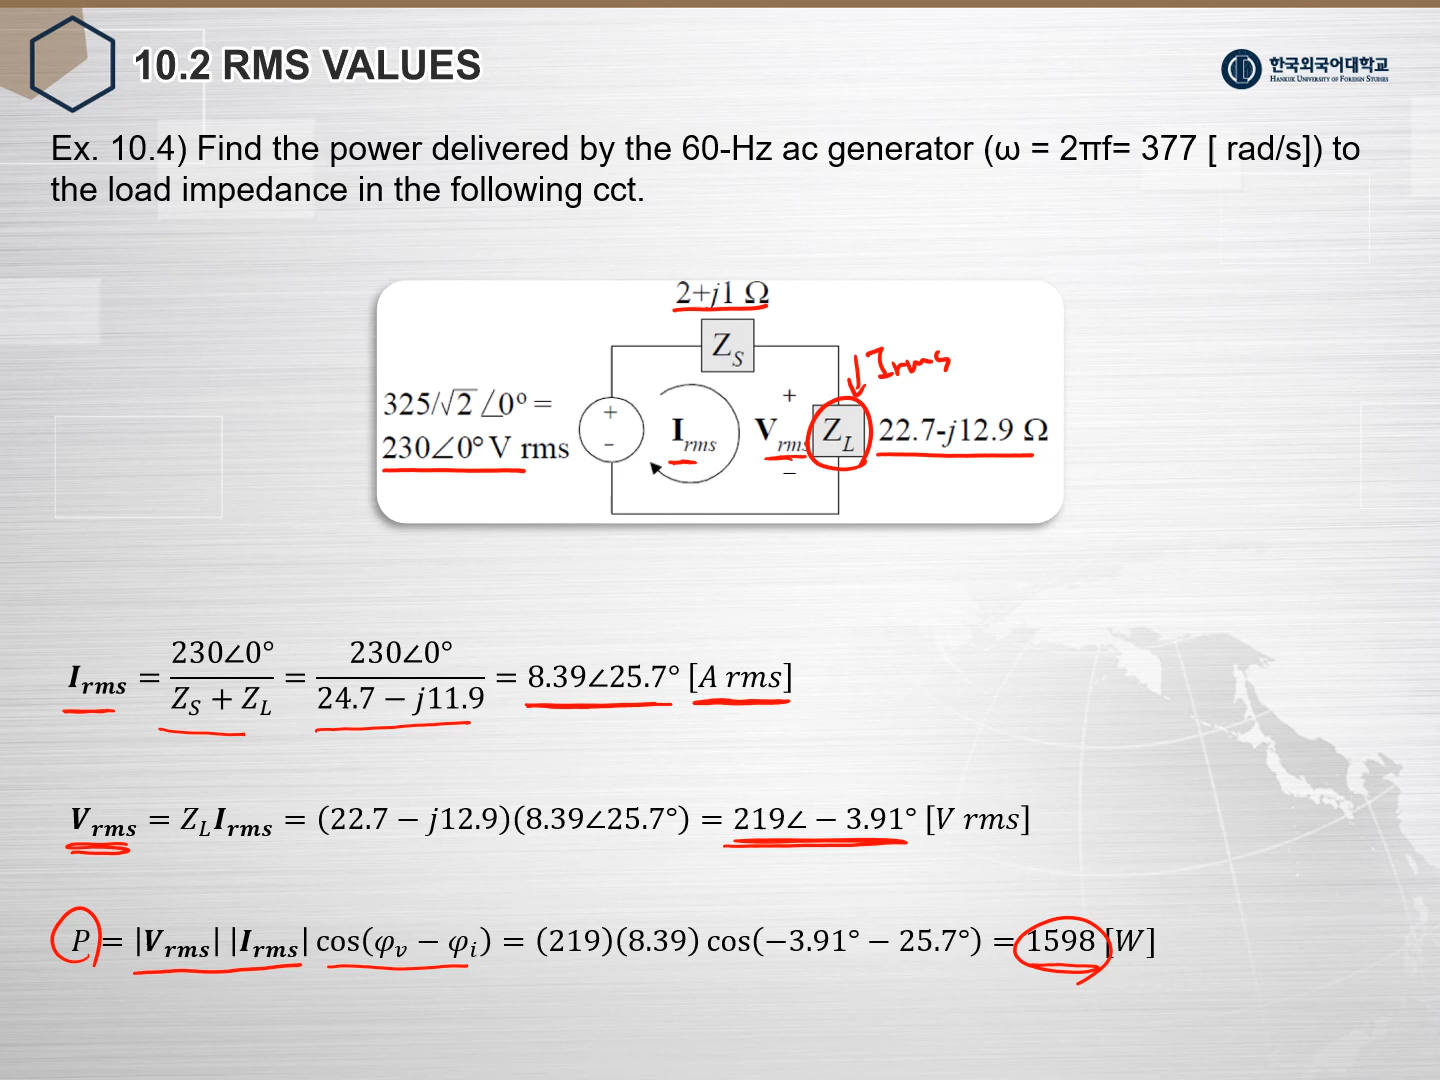 10.2 RMS VALUES
한국외국어대학교
HANKUK UNIVERSITY OF FOREIGN STUDIES
Ex. 10.4) Find the power delivered by the 60-Hz ac generator (ω = 2πf= 377 [ rad/s]) to
the load impedance in the following cct.
2+j1 Ω
Z_S
Irms
325/√2 ∠0° =
230∠0° V rms
+
−
I_rms
+
V_rms
−
Z_L
22.7-j12.9 Ω
I_rms = 230∠0° / (Z_S + Z_L) = 230∠0° / (24.7 − j11.9) = 8.39∠25.7° [A rms]
V_rms = Z_L I_rms = (22.7 − j12.9)(8.39∠25.7°) = 219∠ − 3.91° [V rms]
P = |V_rms| |I_rms| cos(φ_v − φ_i) = (219)(8.39) cos(−3.91° − 25.7°) = 1598 [W]